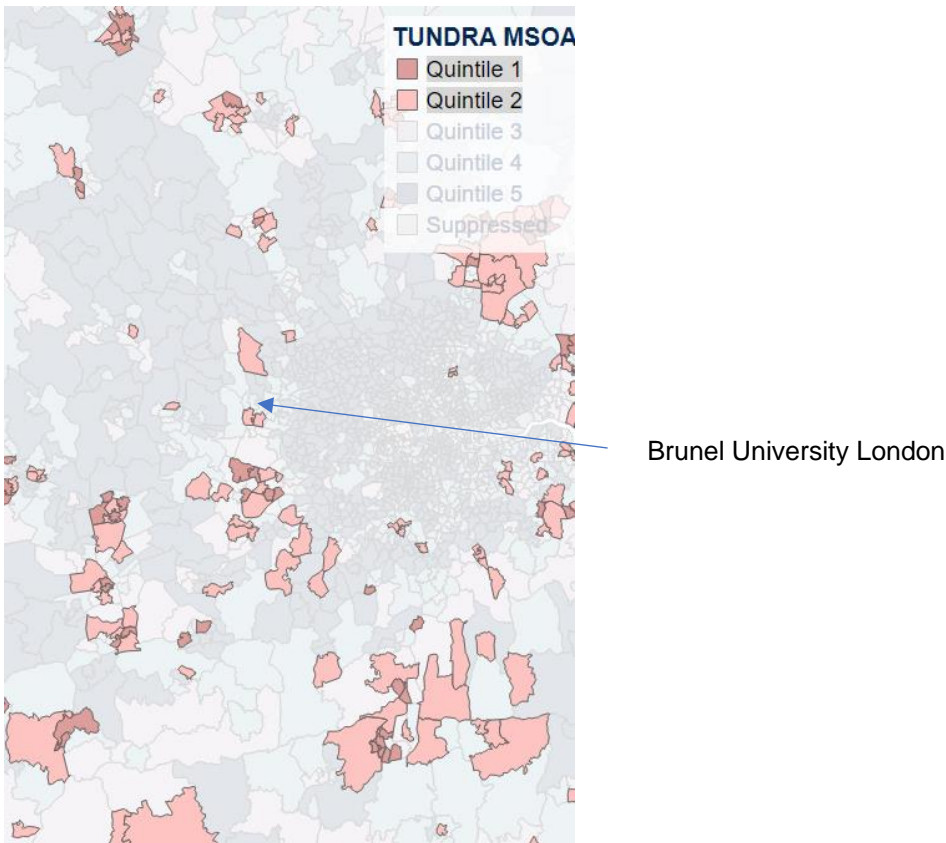 TUNDRA MSOA
Quintile 1
Quintile 2
Quintile 3
Quintile 4
Quintile 5
Suppressed
Brunel University London